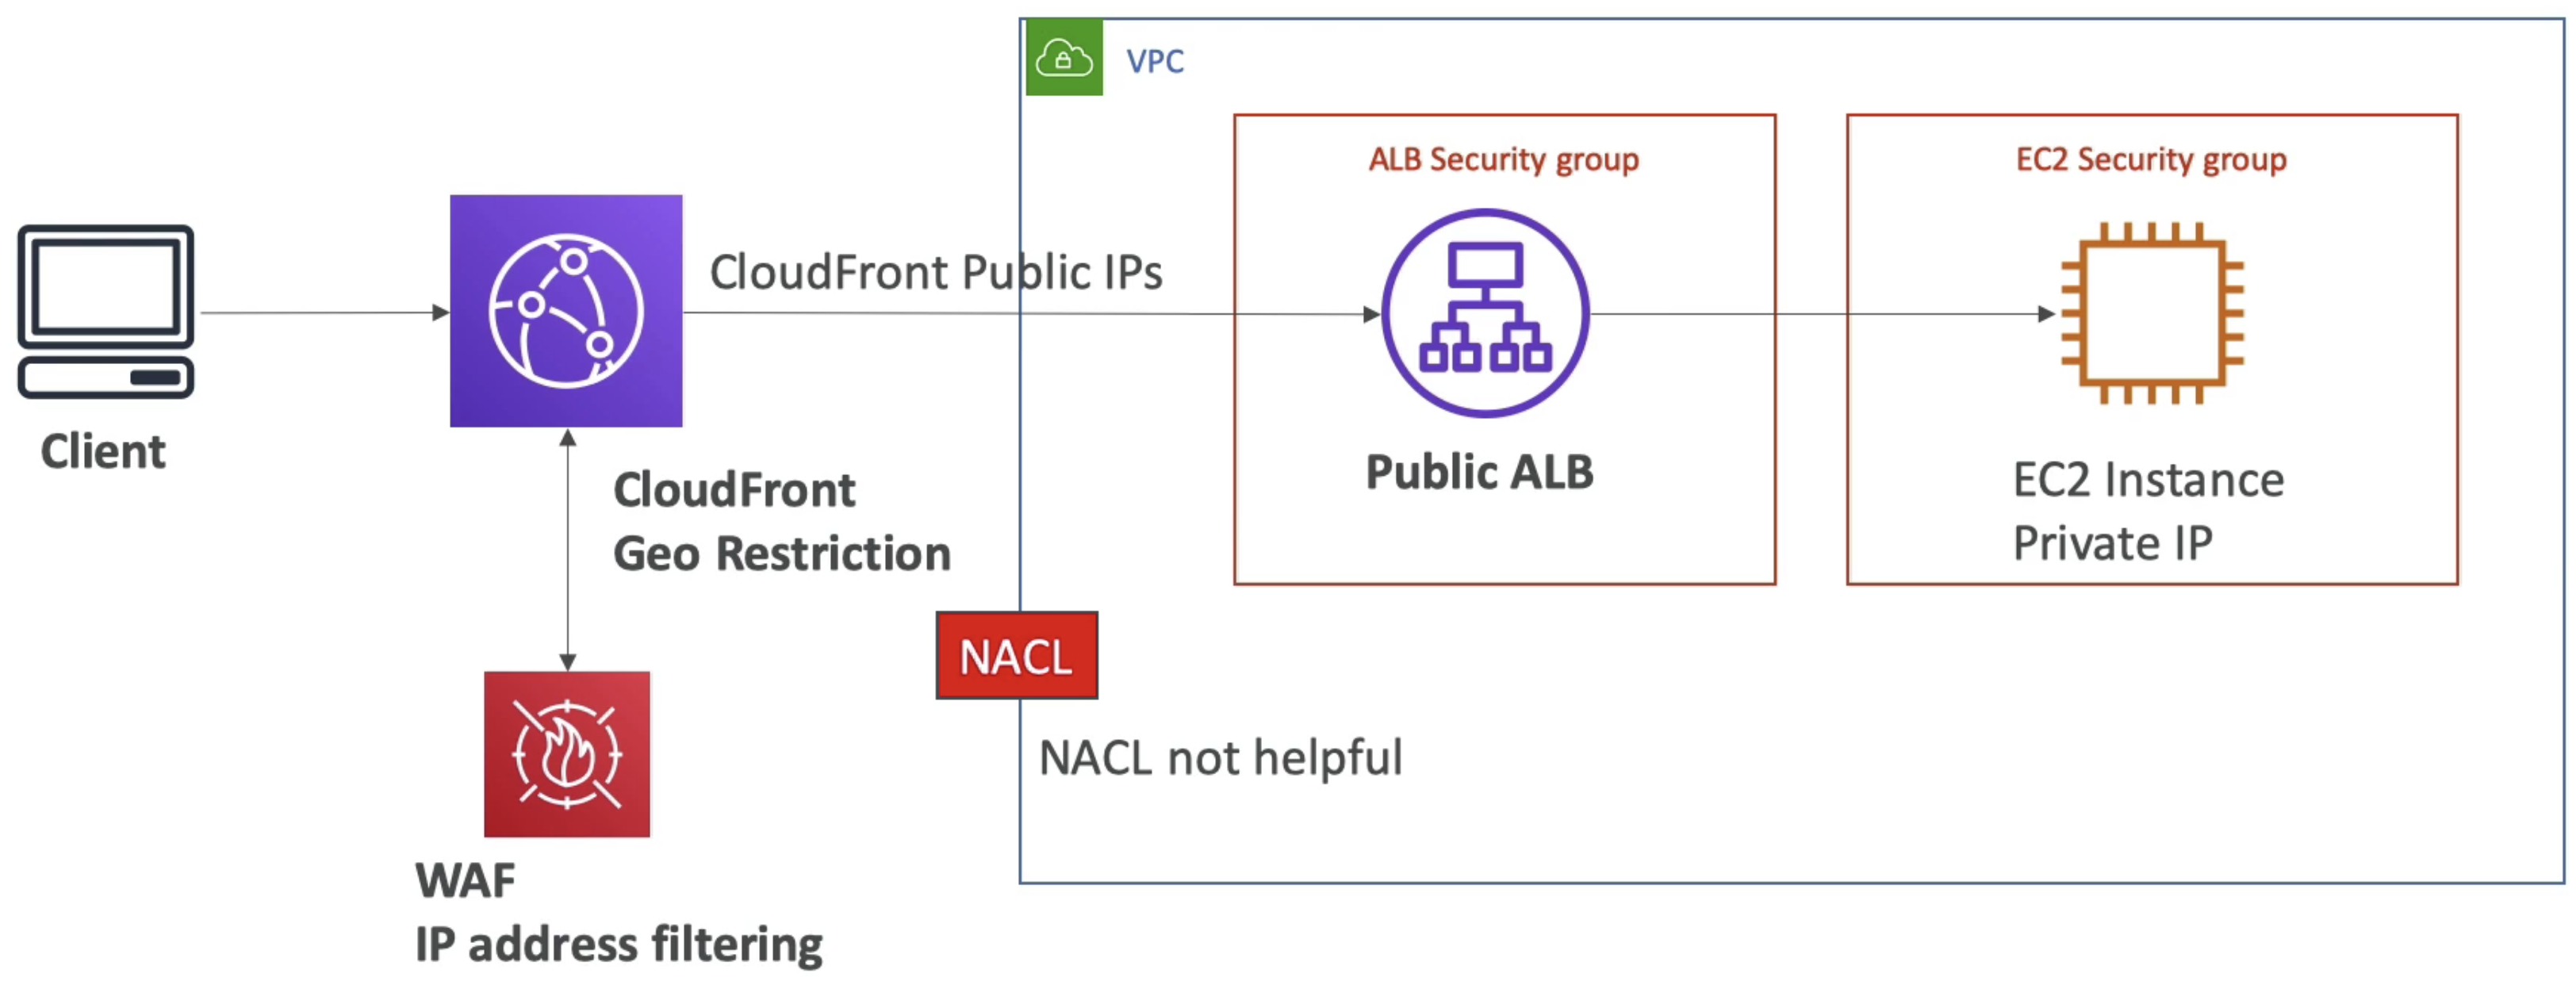 VPC
ALB Security group
EC2 Security group
CloudFront Public IPs
Client
Public ALB
EC2 Instance
Private IP
CloudFront
Geo Restriction
NACL
NACL not helpful
WAF
IP address filtering